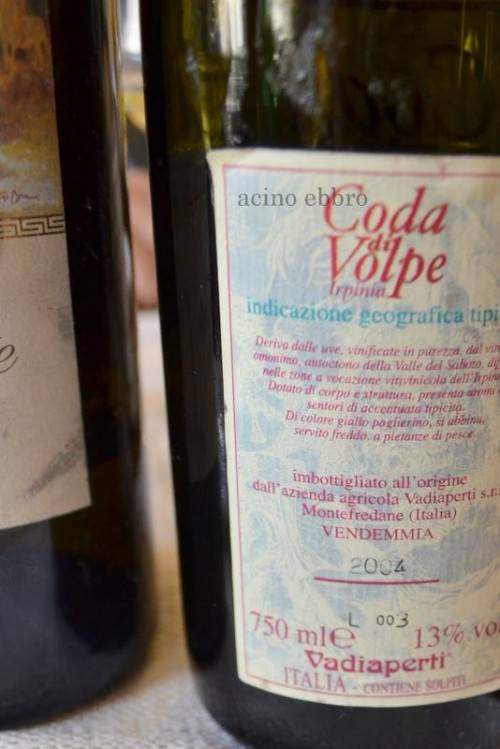 acino ebbro
Coda
di
Volpe
Irpinia
indicazione geografica tipi
Deriva dalle uve, vinificate in purezza, dal
omonimo, autoctono della Valle del Sabato,
nelle zone a vocazione vitivinicola dell'Irpin
Dotato di corpo e struttura, presenta aromi
sentori di accentuata tipicità.
Di colore giallo paglierino, si abbina,
servito freddo, a pietanze di pesce.
imbottigliato all'origine
dall'azienda agricola Vadiaperti s.r.
Montefredane (Italia)
VENDEMMIA
2004
L 003
750 ml e 13% vol
Vadiaperti
ITALIA - CONTIENE SOLFITI